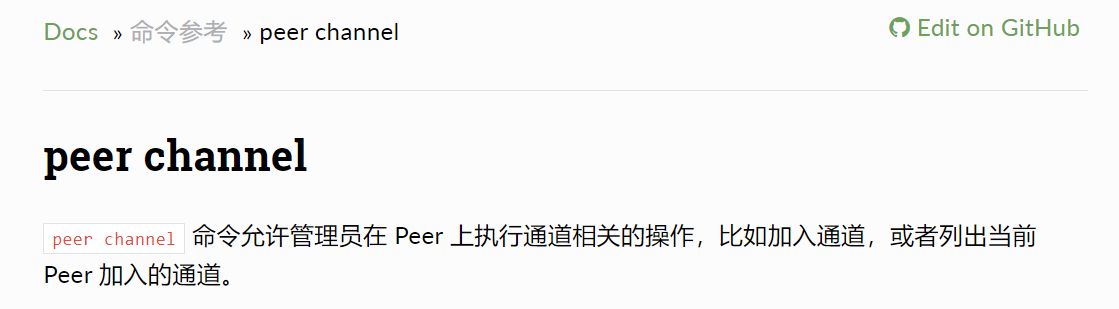 Docs » 命令参考 » peer channel
Edit on GitHub
peer channel
peer channel 命令允许管理员在 Peer 上执行通道相关的操作，比如加入通道，或者列出当前
Peer 加入的通道。